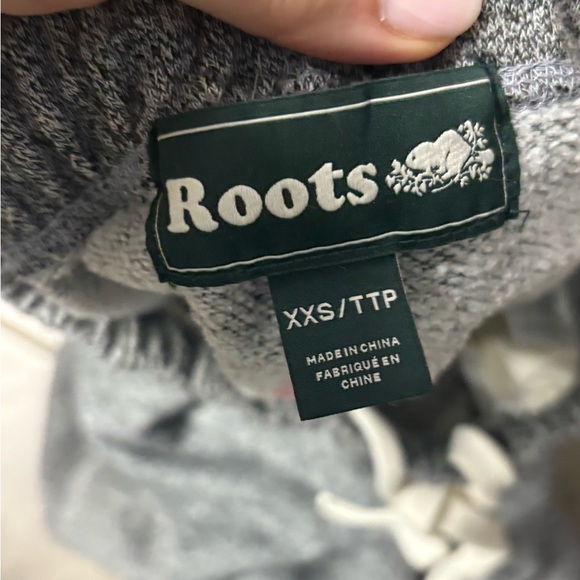 Roots
XXS/TTP
MADE IN CHINA
FABRIQUÉ EN
CHINE